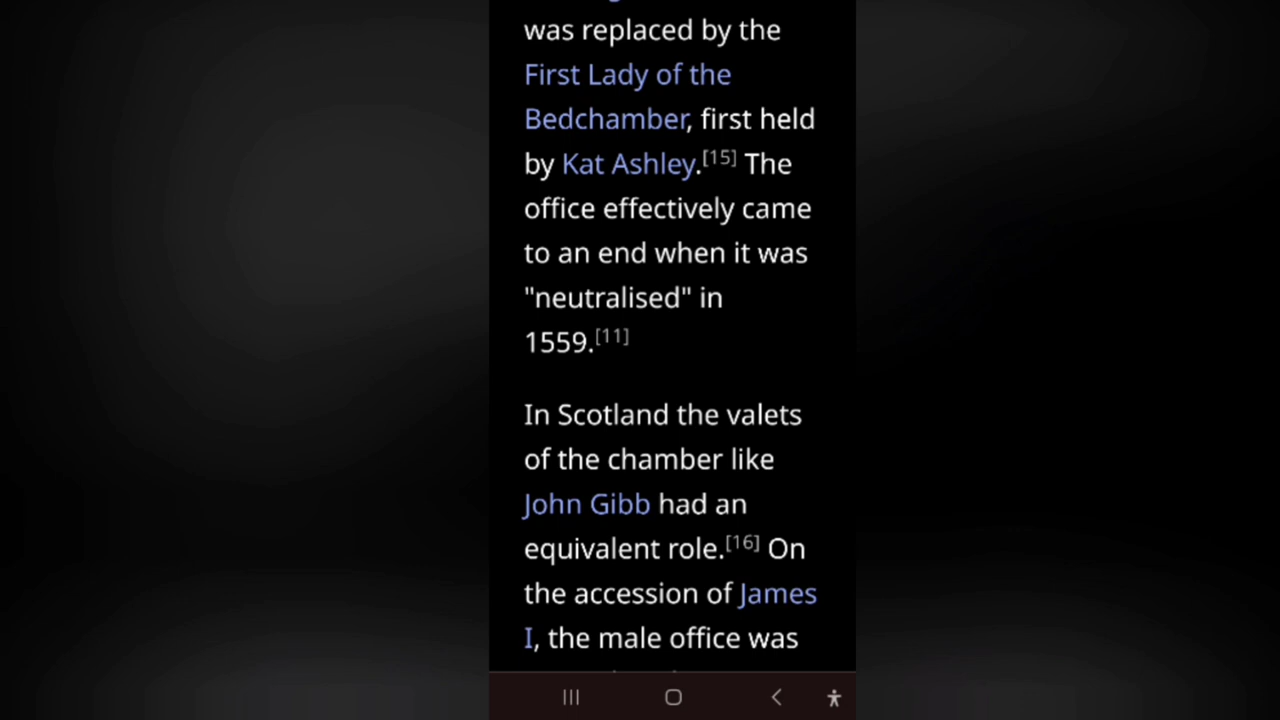 was replaced by the
First Lady of the
Bedchamber, first held
by Kat Ashley.[15] The
office effectively came
to an end when it was
"neutralised" in
1559.[11]
In Scotland the valets
of the chamber like
John Gibb had an
equivalent role.[16] On
the accession of James
I, the male office was